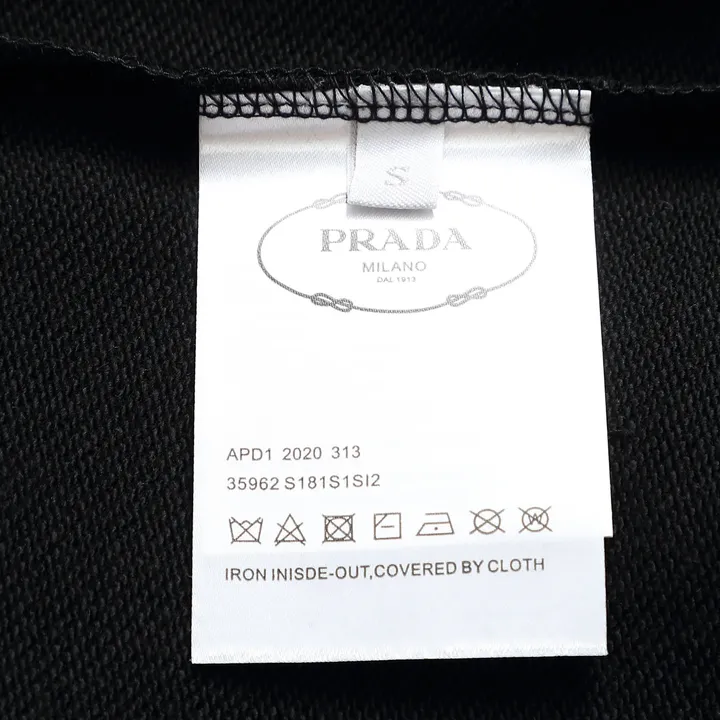 S
PRADA
MILANO
DAL 1913
APD1 2020 313
35962 S181S1SI2
IRON INISDE-OUT,COVERED BY CLOTH